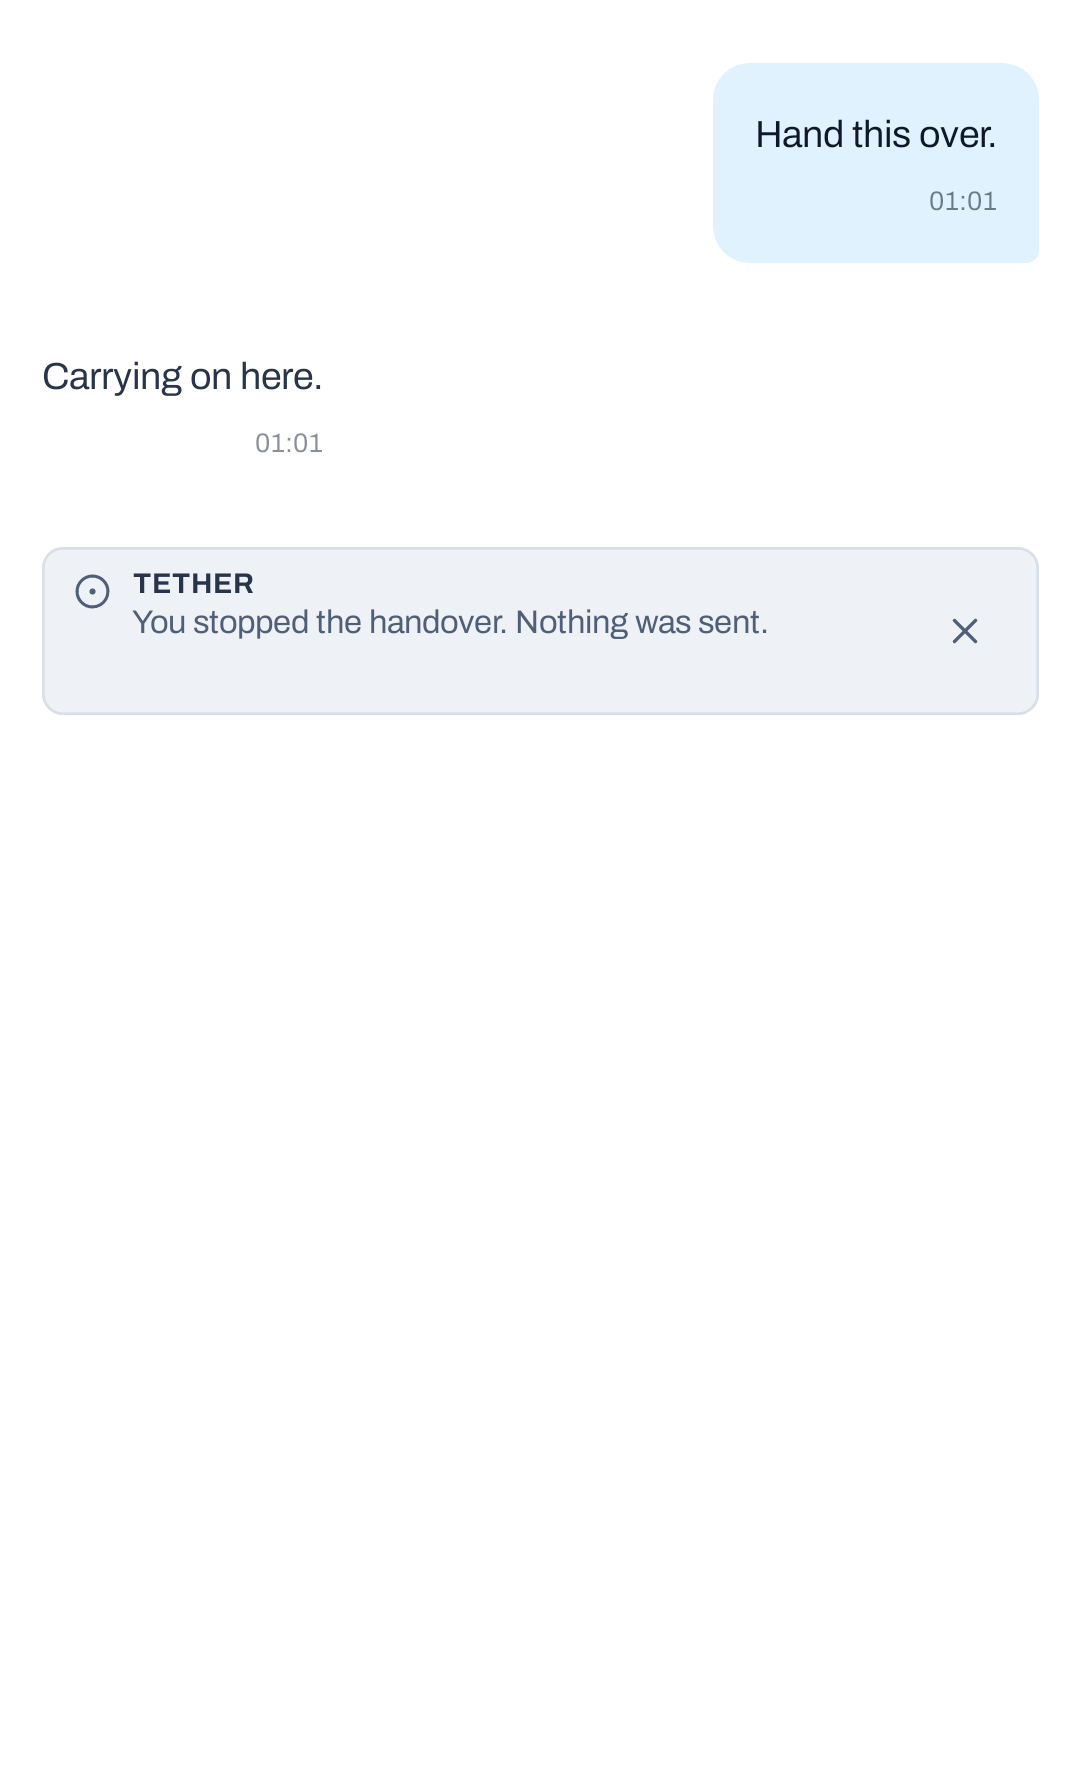 Hand this over.
01:01
Carrying on here.
01:01
TETHER
You stopped the handover. Nothing was sent.